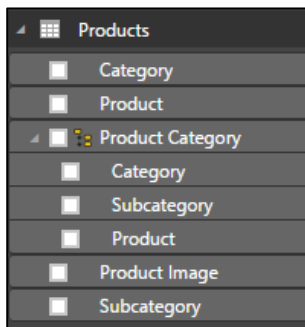 Products
Category
Product
Product Category
Category
Subcategory
Product
Product Image
Subcategory